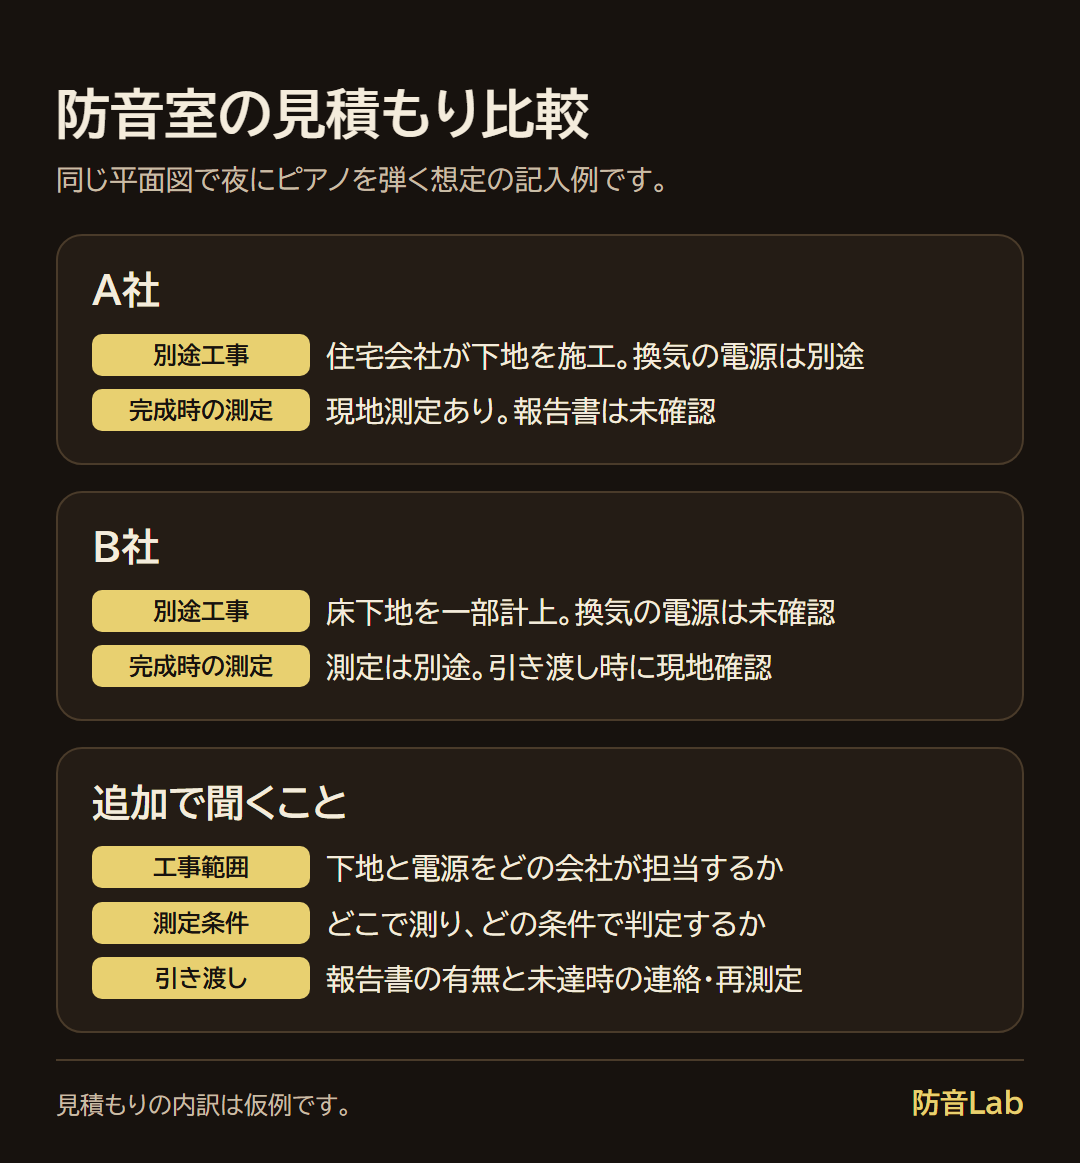 防音室の見積もり比較
同じ平面図で夜にピアノを弾く想定の記入例です。
A社
別途工事 住宅会社が下地を施工。換気の電源は別途
完成時の測定 現地測定あり。報告書は未確認
B社
別途工事 床下地を一部計上。換気の電源は未確認
完成時の測定 測定は別途。引き渡し時に現地確認
追加で聞くこと
工事範囲 下地と電源をどの会社が担当するか
測定条件 どこで測り、どの条件で判定するか
引き渡し 報告書の有無と未達時の連絡・再測定
見積もりの内訳は仮例です。
防音Lab